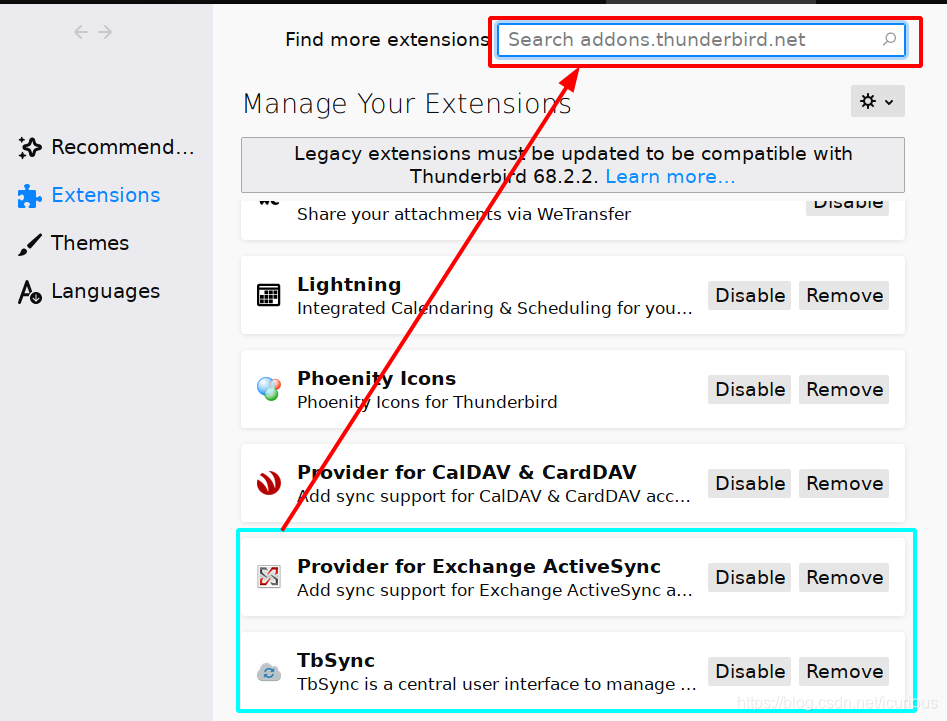 Find more extensions
Search addons.thunderbird.net
Manage Your Extensions
Recommend...
Extensions
Themes
Languages
Legacy extensions must be updated to be compatible with
Thunderbird 68.2.2. Learn more...
Share your attachments via WeTransfer
Disable
Lightning
Integrated Calendaring & Scheduling for you...
Disable Remove
Phoenity Icons
Phoenity Icons for Thunderbird
Disable Remove
Provider for CalDAV & CardDAV
Add sync support for CalDAV & CardDAV acc...
Disable Remove
Provider for Exchange ActiveSync
Add sync support for Exchange ActiveSync a...
Disable Remove
TbSync
TbSync is a central user interface to manage ...
Disable Remove
https://blog.csdn.net/icurious